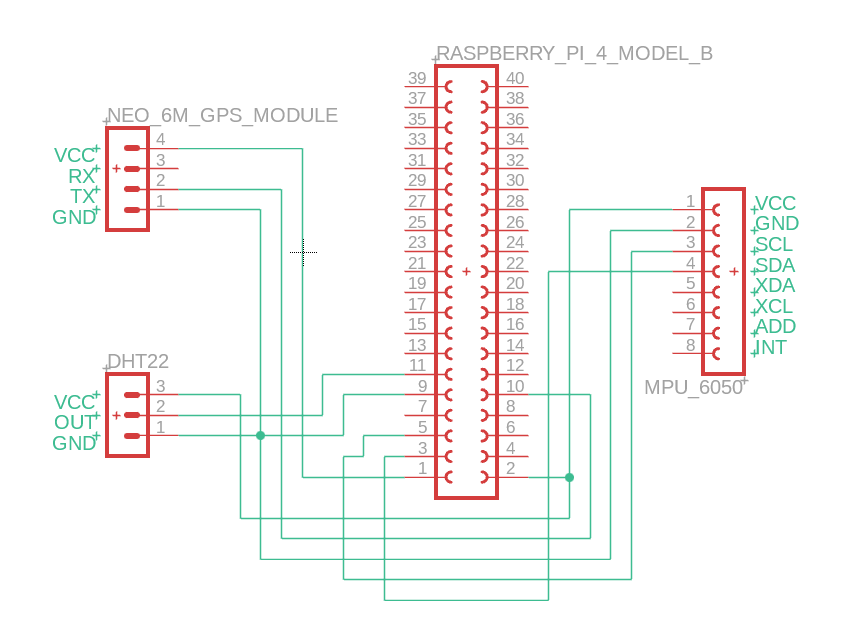 RASPBERRY_PI_4_MODEL_B
39 40
37 38
35 36
33 34
31 32
29 30
27 28
25 26
23 24
21 22
19 20
17 18
15 16
13 14
11 12
9 10
7 8
5 6
3 4
1 2
NEO_6M_GPS_MODULE
VCC 4
RX 3
TX 2
GND 1
DHT22
VCC 3
OUT 2
GND 1
1 VCC
2 GND
3 SCL
4 SDA
5 XDA
6 XCL
7 ADD
8 INT
MPU_6050